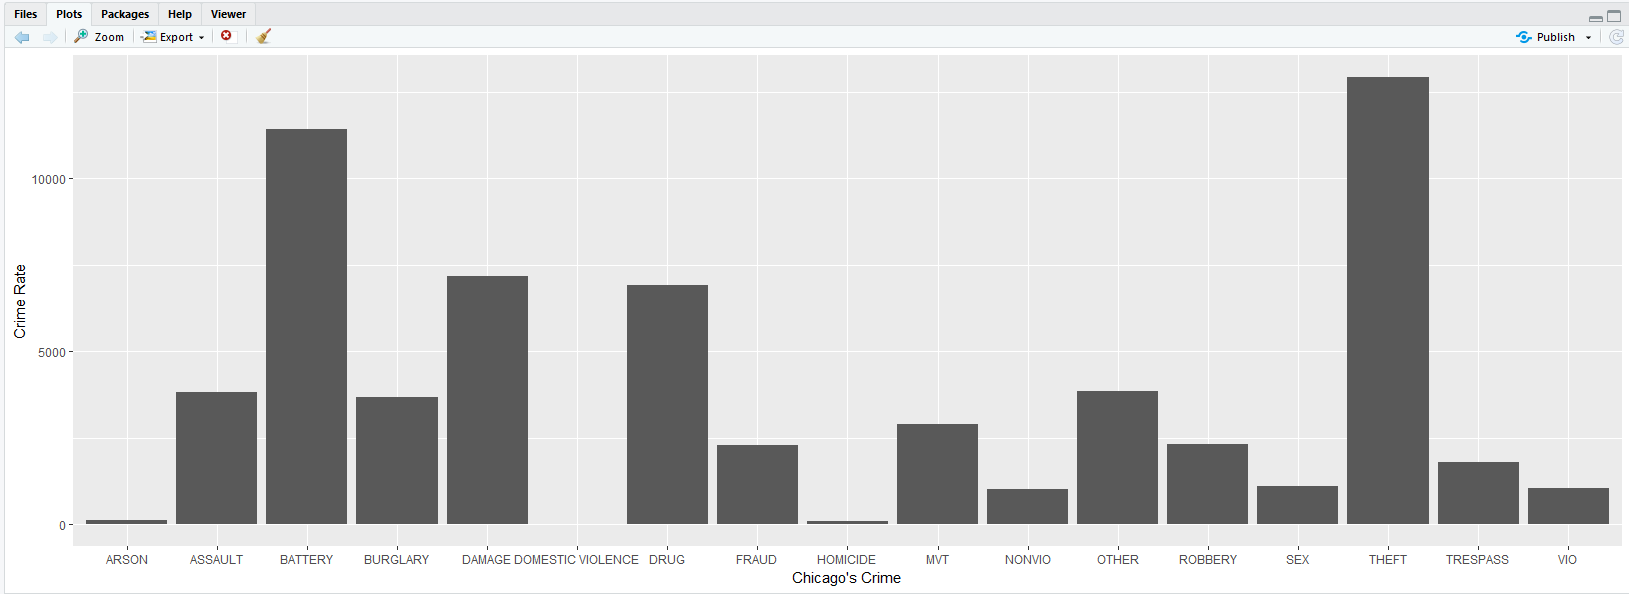 Files Plots Packages Help Viewer
Zoom Export Publish
10000
5000
0
Crime Rate
ARSON ASSAULT BATTERY BURGLARY DAMAGE DOMESTIC VIOLENCE DRUG FRAUD HOMICIDE MVT NONVIO OTHER ROBBERY SEX THEFT TRESPASS VIO
Chicago's Crime